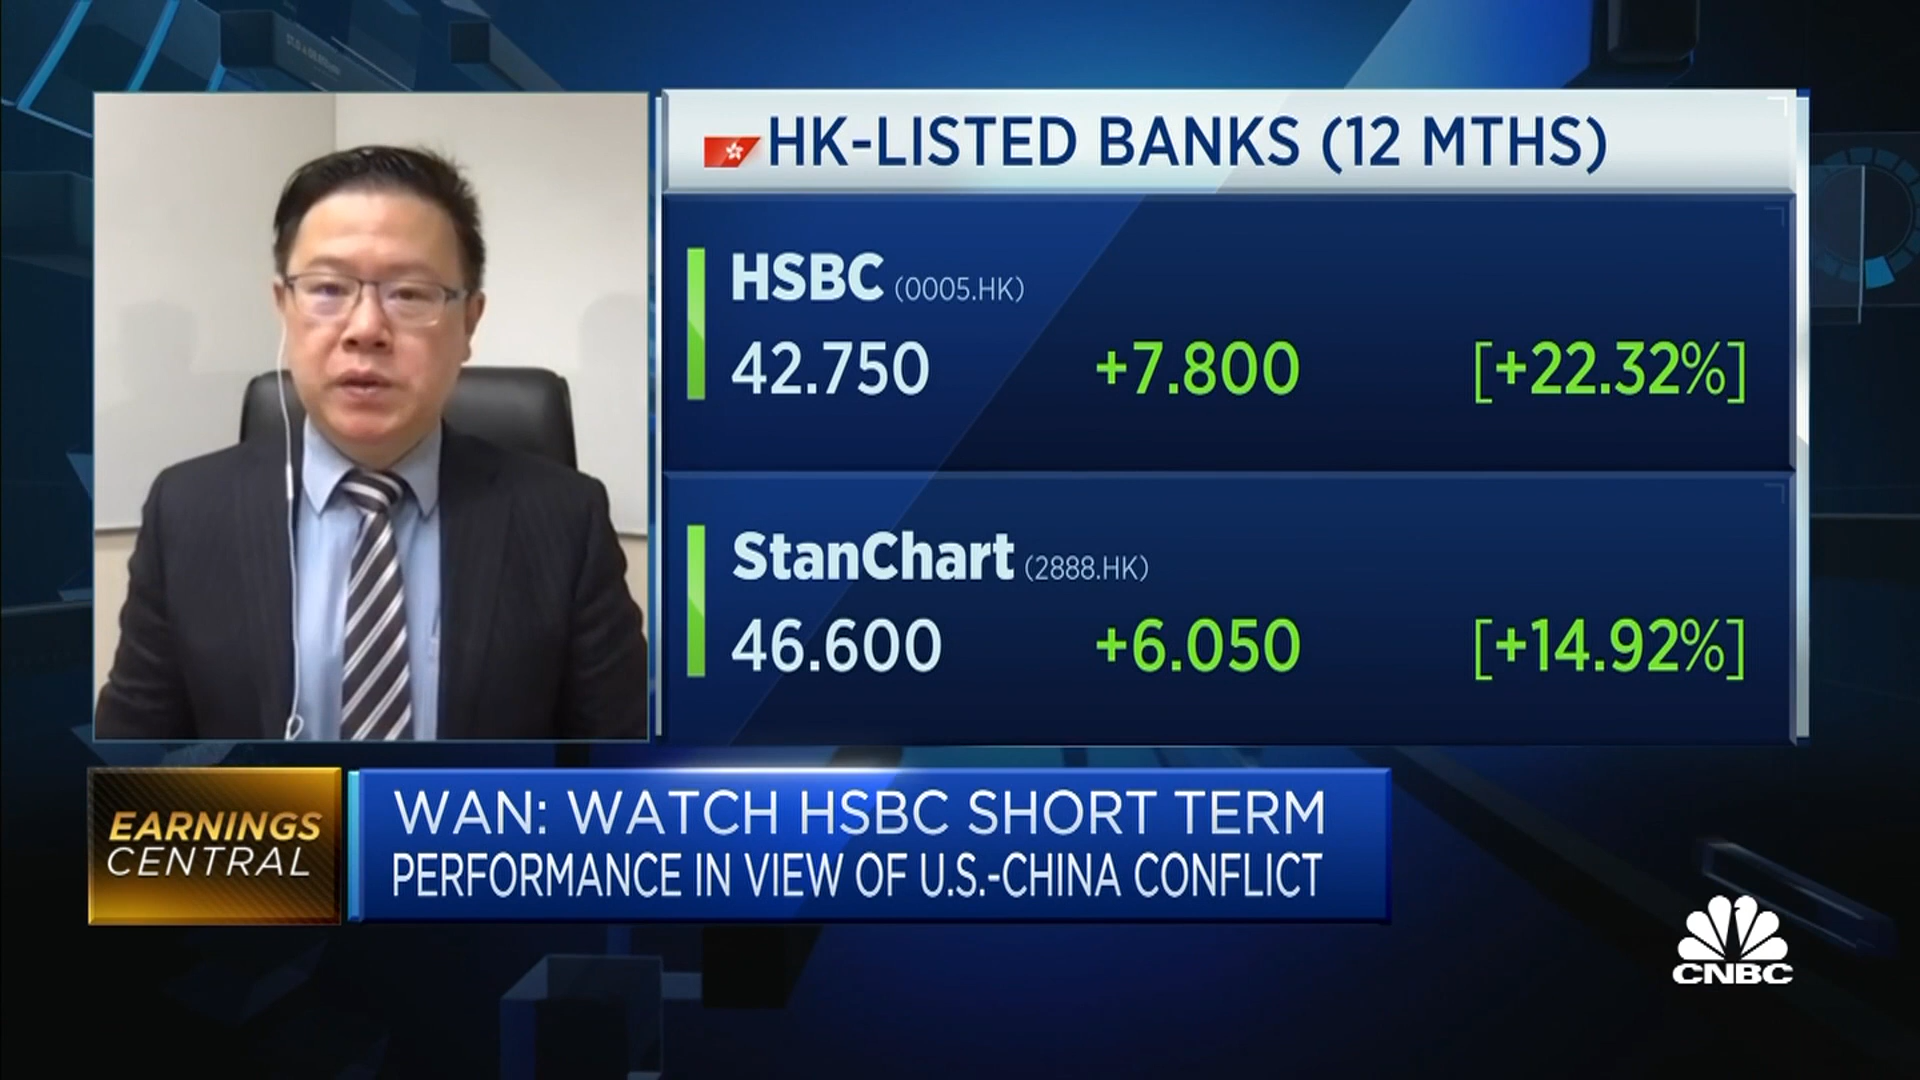 HK-LISTED BANKS (12 MTHS)
HSBC (0005.HK)
42.750 +7.800 [+22.32%]
StanChart (2888.HK)
46.600 +6.050 [+14.92%]
EARNINGS
CENTRAL
WAN: WATCH HSBC SHORT TERM
PERFORMANCE IN VIEW OF U.S.-CHINA CONFLICT
CNBC